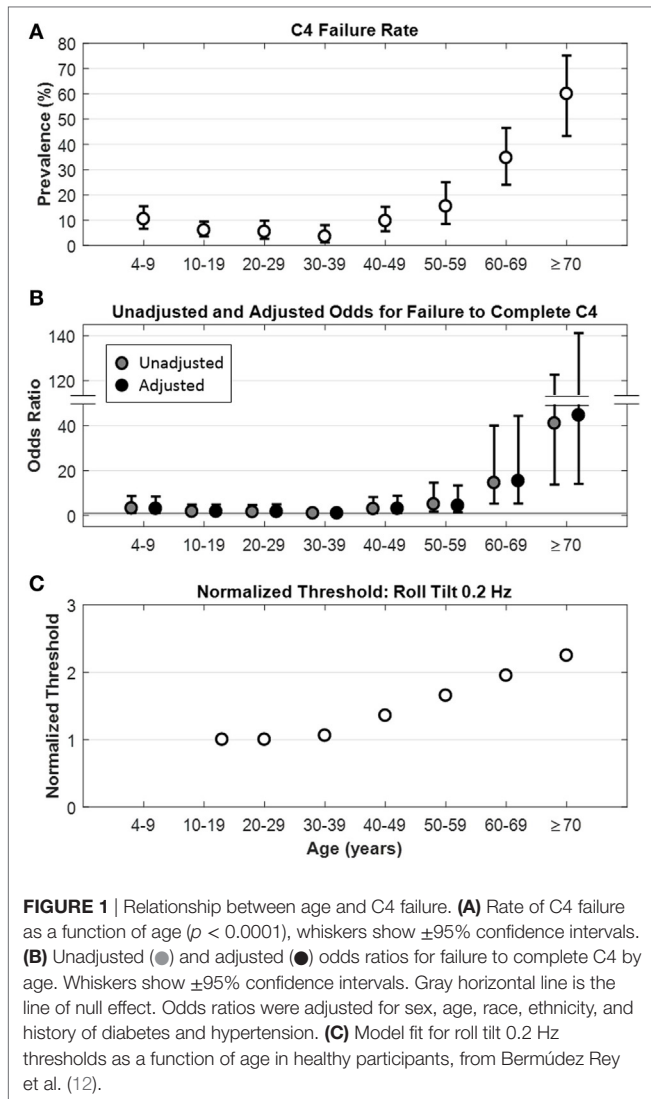 A
C4 Failure Rate
80
70
60
50
40
30
20
10
0
Prevalence (%)
4-9 10-19 20-29 30-39 40-49 50-59 60-69 ≥70
B
Unadjusted and Adjusted Odds for Failure to Complete C4
140
120
40
20
0
Odds Ratio
Unadjusted
Adjusted
4-9 10-19 20-29 30-39 40-49 50-59 60-69 ≥70
C
Normalized Threshold: Roll Tilt 0.2 Hz
3
2
1
0
Normalized Threshold
4-9 10-19 20-29 30-39 40-49 50-59 60-69 ≥70
Age (years)
FIGURE 1 | Relationship between age and C4 failure. (A) Rate of C4 failure
as a function of age (p < 0.0001), whiskers show ±95% confidence intervals.
(B) Unadjusted (●) and adjusted (●) odds ratios for failure to complete C4 by
age. Whiskers show ±95% confidence intervals. Gray horizontal line is the
line of null effect. Odds ratios were adjusted for sex, age, race, ethnicity, and
history of diabetes and hypertension. (C) Model fit for roll tilt 0.2 Hz
thresholds as a function of age in healthy participants, from Bermúdez Rey
et al. (12).